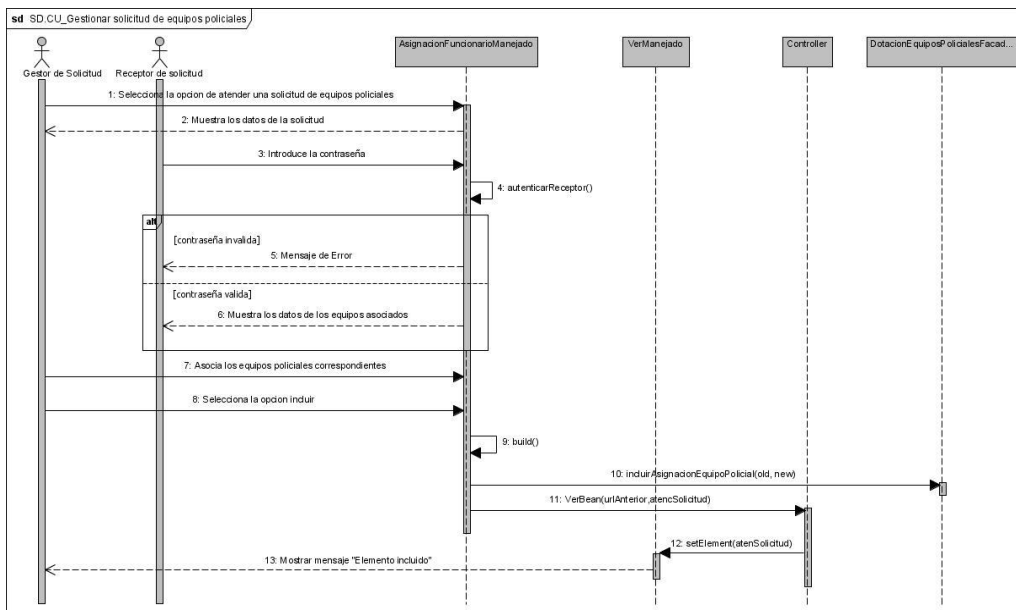 sd SD.CU_Gestionar solicitud de equipos policiales
Gestor de Solicitud
Receptor de solicitud
AsignacionFuncionarioManejado
VerManejado
Controller
DotacionEquiposPolicialesFacad...
1: Selecciona la opcion de atender una solicitud de equipos policiales
2: Muestra los datos de la solicitud
3: Introduce la contraseña
4: autenticarReceptor()
alt
[contraseña invalida]
5: Mensaje de Error
[contraseña valida]
6: Muestra los datos de los equipos asociados
7: Asocia los equipos policiales correspondientes
8: Selecciona la opcion incluir
9: build()
10: incluirAsignacionEquipoPolicial(old, new)
11: VerBean(urlAnterior,atencSolicitud)
12: setElement(atenSolicitud)
13: Mostrar mensaje "Elemento incluido"